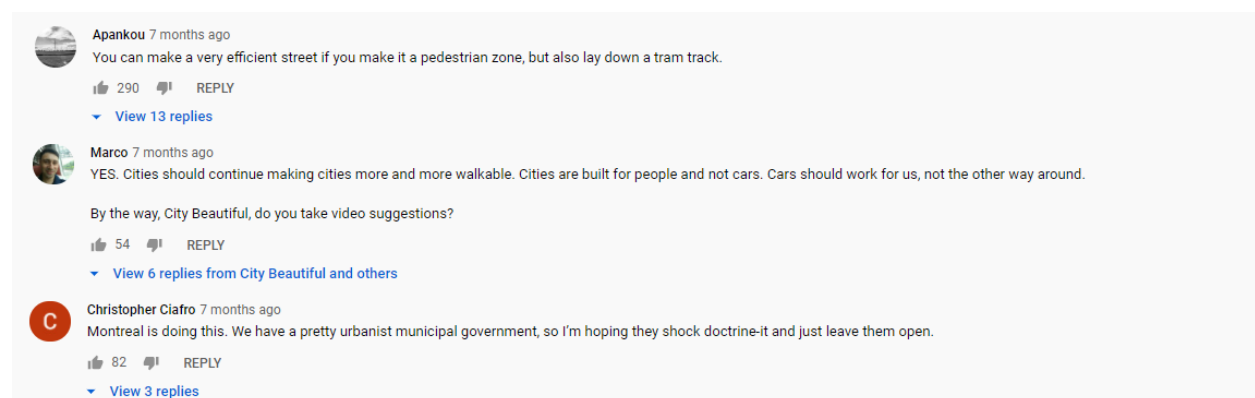 Apankou 7 months ago
You can make a very efficient street if you make it a pedestrian zone, but also lay down a tram track.
290 REPLY
View 13 replies
Marco 7 months ago
YES. Cities should continue making cities more and more walkable. Cities are built for people and not cars. Cars should work for us, not the other way around.
By the way, City Beautiful, do you take video suggestions?
54 REPLY
View 6 replies from City Beautiful and others
C
Christopher Ciafro 7 months ago
Montreal is doing this. We have a pretty urbanist municipal government, so I'm hoping they shock doctrine-it and just leave them open.
82 REPLY
View 3 replies